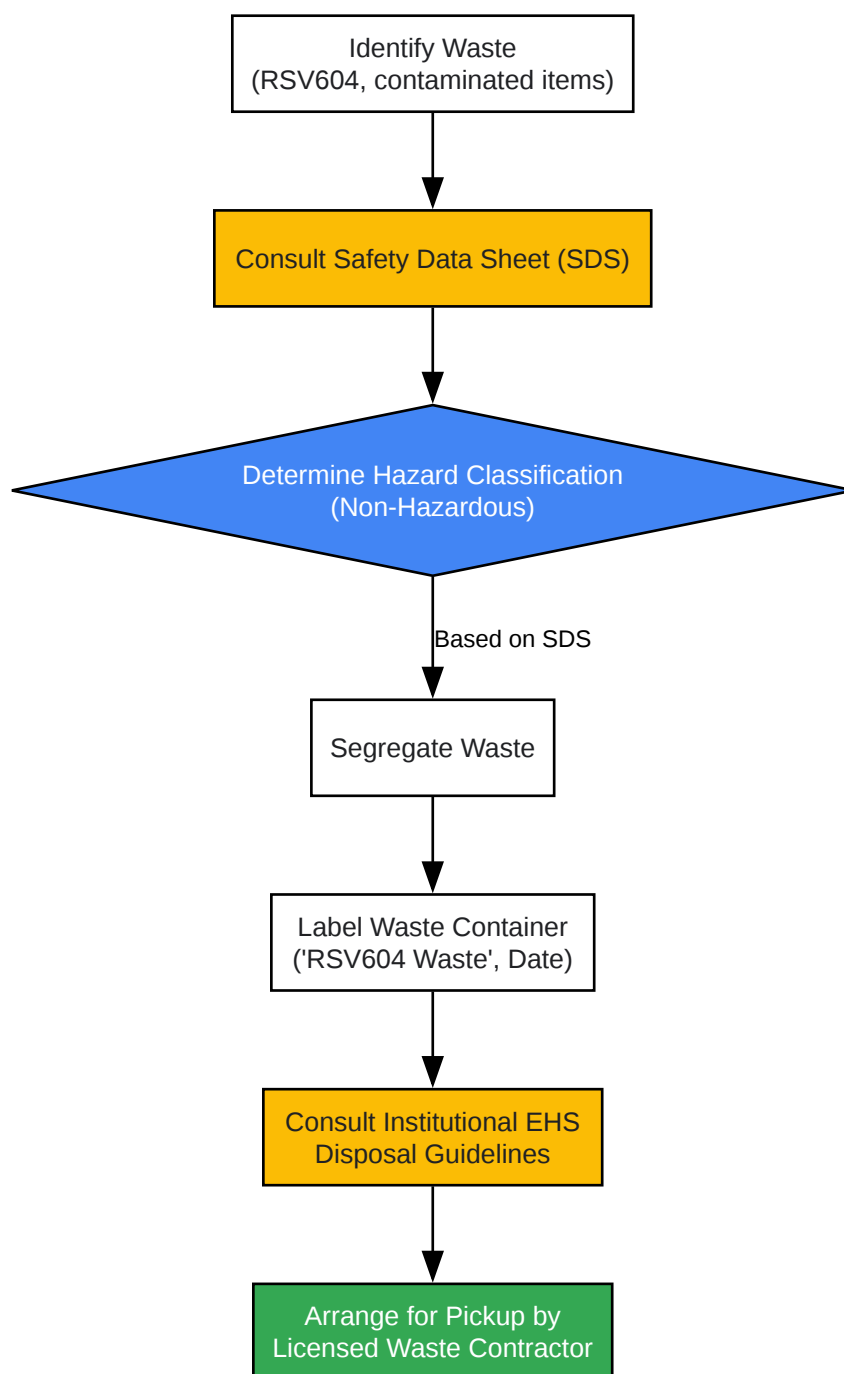 Identify Waste
(RSV604, contaminated items)
Consult Safety Data Sheet (SDS)
Determine Hazard Classification
(Non-Hazardous)
Based on SDS
Segregate Waste
Label Waste Container
('RSV604 Waste', Date)
Consult Institutional EHS
Disposal Guidelines
Arrange for Pickup by
Licensed Waste Contractor